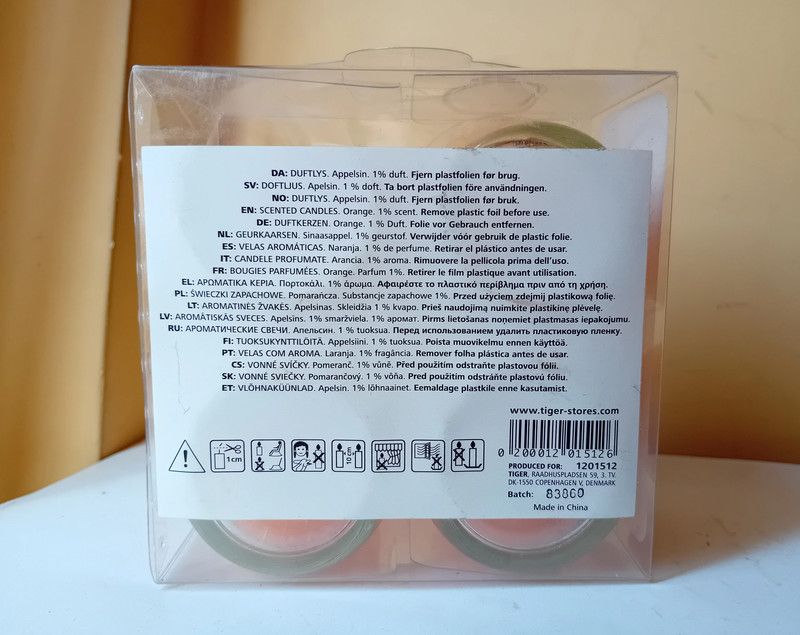 DA: DUFTLYS. Appelsin. 1% duft. Fjern plastfolien før brug.
SV: DOFTLJUS. Apelsin. 1 % doft. Ta bort plastfolien före användningen.
NO: DUFTLYS. Appelsin. 1% duft. Fjern plastfolien før bruk.
EN: SCENTED CANDLES. Orange. 1% scent. Remove plastic foil before use.
DE: DUFTKERZEN. Orange. 1 % Duft. Folie vor Gebrauch entfernen.
NL: GEURKAARSEN. Sinaasappel. 1% geurstof. Verwijder vóór gebruik de plastic folie.
ES: VELAS AROMÁTICAS. Naranja. 1 % de perfume. Retirar el plástico antes de usar.
IT: CANDELE PROFUMATE. Arancia. 1% aroma. Rimuovere la pellicola prima dell'uso.
FR: BOUGIES PARFUMÉES. Orange. Parfum 1%. Retirer le film plastique avant utilisation.
EL: ΑΡΩΜΑΤΙΚΑ ΚΕΡΙΑ. Πορτοκάλι. 1% άρωμα. Αφαιρέστε το πλαστικό περίβλημα πριν από τη χρήση.
PL: ŚWIECZKI ZAPACHOWE. Pomarańcza. Substancje zapachowe 1%. Przed użyciem zdejmij plastikową folię.
LT: AROMATINĖS ŽVAKĖS. Apelsinas. Skleidžia 1 % kvapo. Prieš naudojimą nuimkite plastikinę plėvelę.
LV: AROMĀTISKĀS SVECES. Apelsīns. 1% smaržviela. 1% аромат. Pirms lietošanas noņemiet plastmasas iepakojumu.
RU: АРОМАТИЧЕСКИЕ СВЕЧИ. Апельсин. 1 % tuoksua. Перед использованием удалить пластиковую пленку.
FI: TUOKSUKYNTTILÖITÄ. Appelsiini. 1 % tuoksua. Poista muovikelmu ennen käyttöä.
PT: VELAS COM AROMA. Laranja. 1% fragância. Remover folha plástica antes de usar.
CS: VONNÉ SVÍČKY. Pomeranč. 1% vůně. Před použitím odstraňte plastovou fólii.
SK: VONNÉ SVIEČKY. Pomarančový. 1 % vôňa. Pred použitím odstráňte plastovú fóliu.
ET: VLÕHNAKÜÜNLAD. Apelsin. 1% lõhnaainet. Eemaldage plastkile enne kasutamist.
www.tiger-stores.com
1cm
0 200012 015126
PRODUCED FOR: 1201512
TIGER, RAADHUSPLADSEN 59, 3. TV.
DK-1550 COPENHAGEN V, DENMARK
Batch: 83860
Made in China